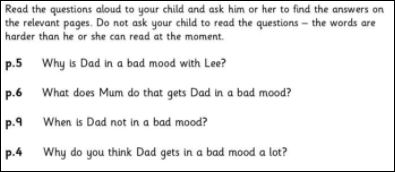 Read the questions aloud to your child and ask him or her to find the answers on
the relevant pages. Do not ask your child to read the questions – the words are
harder than he or she can read at the moment.
p.5 Why is Dad in a bad mood with Lee?
p.6 What does Mum do that gets Dad in a bad mood?
p.9 When is Dad not in a bad mood?
p.4 Why do you think Dad gets in a bad mood a lot?